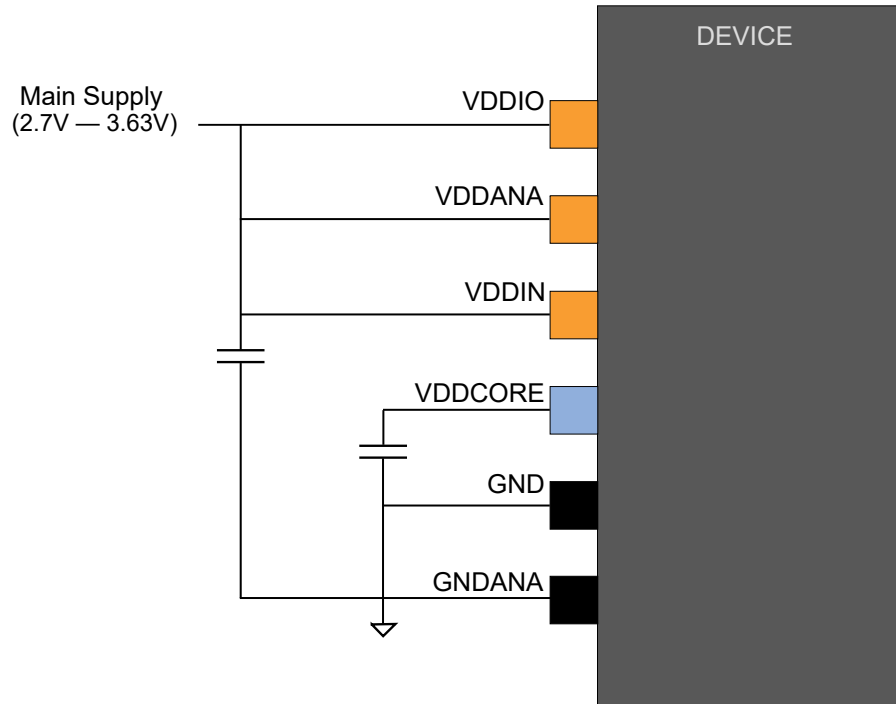 DEVICE
VDDIO
Main Supply
(2.7V — 3.63V)
VDDANA
VDDIN
VDDCORE
GND
GNDANA